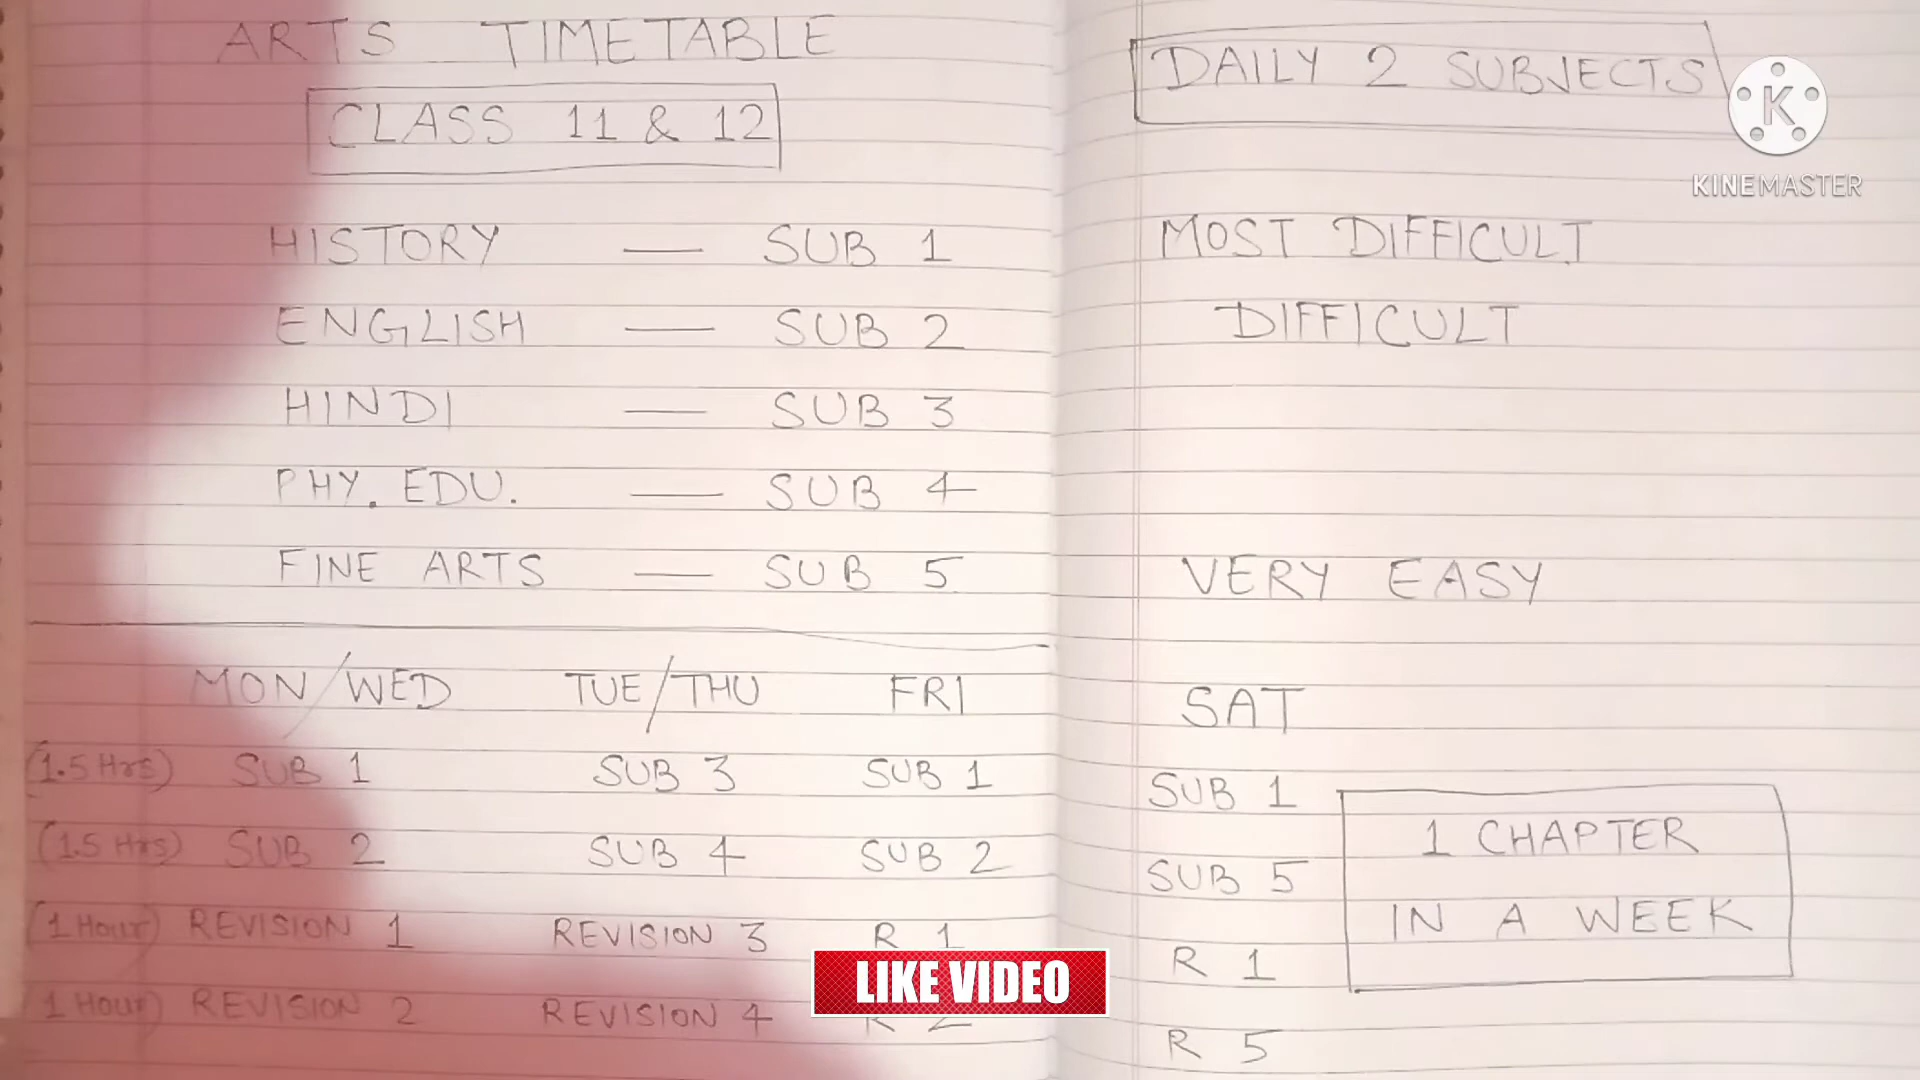 ARTS TIMETABLE
CLASS 11 & 12
HISTORY — SUB 1
ENGLISH — SUB 2
HINDI — SUB 3
PHY. EDU. — SUB 4
FINE ARTS — SUB 5
MON/WED TUE/THU FRI
(1.5 Hrs) SUB 1 SUB 3 SUB 1
(1.5 Hrs) SUB 2 SUB 4 SUB 2
(1 Hour) REVISION 1 REVISION 3 R 1
(1 Hour) REVISION 2 REVISION 4 R 2
DAILY 2 SUBJECTS
K
KINEMASTER
MOST DIFFICULT
DIFFICULT
VERY EASY
SAT
SUB 1
SUB 5
R 1
R 5
1 CHAPTER
IN A WEEK
LIKE VIDEO